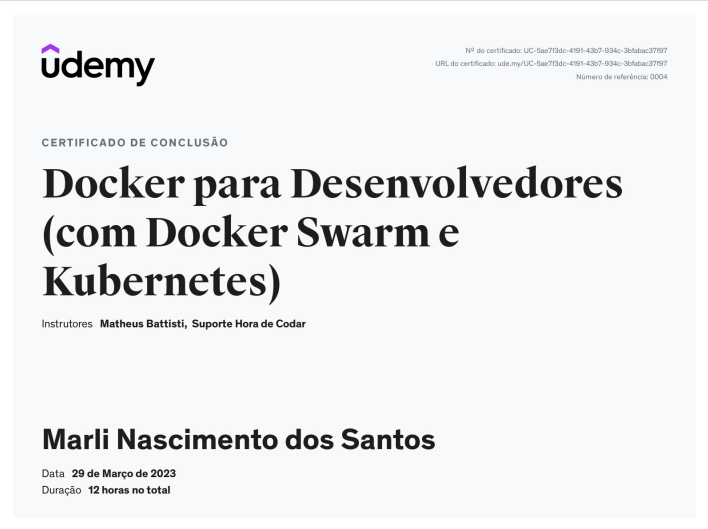 udemy
Nº do certificado: UC-5ae7f3dc-4191-43b7-934c-3bfabac37f97
URL do certificado: ude.my/UC-5ae7f3dc-4191-43b7-934c-3bfabac37f97
Número de referência: 0004
CERTIFICADO DE CONCLUSÃO
Docker para Desenvolvedores
(com Docker Swarm e
Kubernetes)
Instrutores Matheus Battisti, Suporte Hora de Codar
Marli Nascimento dos Santos
Data 29 de Março de 2023
Duração 12 horas no total